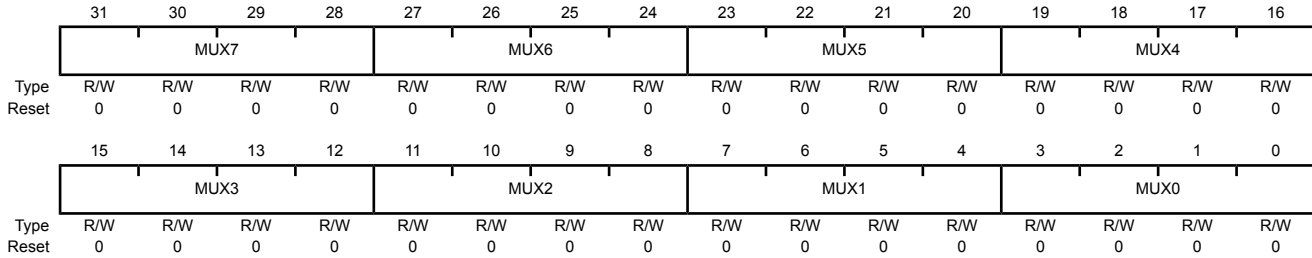 31 30 29 28 27 26 25 24 23 22 21 20 19 18 17 16
MUX7 MUX6 MUX5 MUX4
Type R/W R/W R/W R/W R/W R/W R/W R/W R/W R/W R/W R/W R/W R/W R/W R/W
Reset 0 0 0 0 0 0 0 0 0 0 0 0 0 0 0 0
15 14 13 12 11 10 9 8 7 6 5 4 3 2 1 0
MUX3 MUX2 MUX1 MUX0
Type R/W R/W R/W R/W R/W R/W R/W R/W R/W R/W R/W R/W R/W R/W R/W R/W
Reset 0 0 0 0 0 0 0 0 0 0 0 0 0 0 0 0